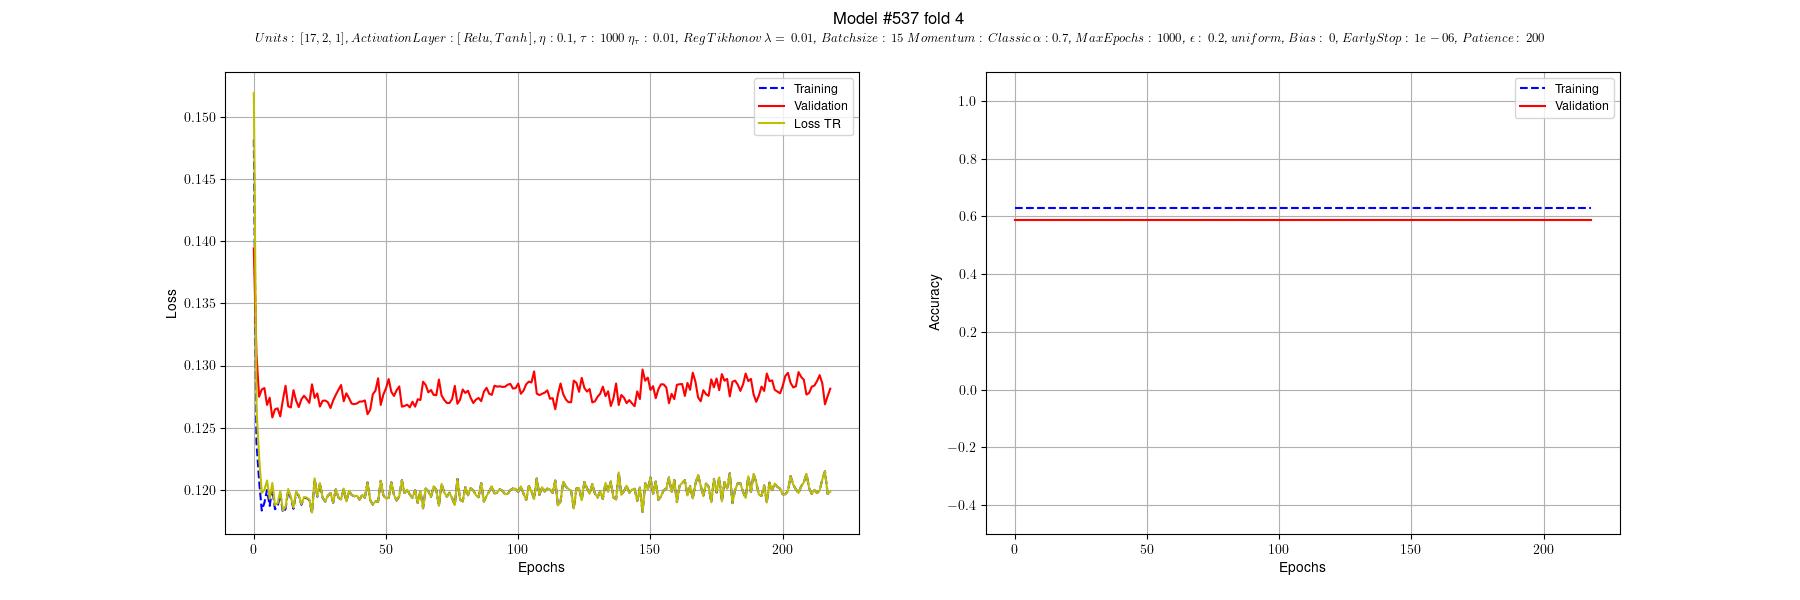 Model #537 fold 4
Units : [17, 2, 1], ActivationLayer : [ Relu, Tanh ], η : 0.1, τ : 1000 ητ : 0.01, RegTikhonov λ = 0.01, Batchsize : 15 Momentum : Classic α : 0.7, MaxEpochs : 1000, ϵ : 0.2, uniform, Bias : 0, EarlyStop : 1e − 06, Patience : 200
Training
Validation
Loss TR
0.150
0.145
0.140
0.135
0.130
0.125
0.120
Loss
0 50 100 150 200
Epochs
Training
Validation
1.0
0.8
0.6
0.4
0.2
0.0
−0.2
−0.4
Accuracy
0 50 100 150 200
Epochs